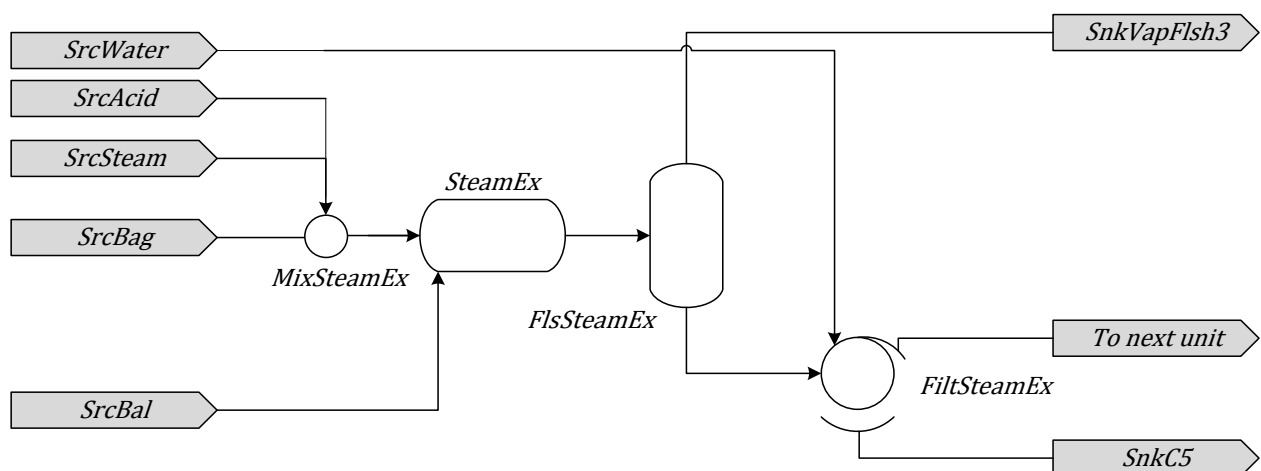 SnkVapFlsh3
SrcWater
SrcAcid
SrcSteam
SteamEx
SrcBag
MixSteamEx
FlsSteamEx
To next unit
FiltSteamEx
SrcBal
SnkC5